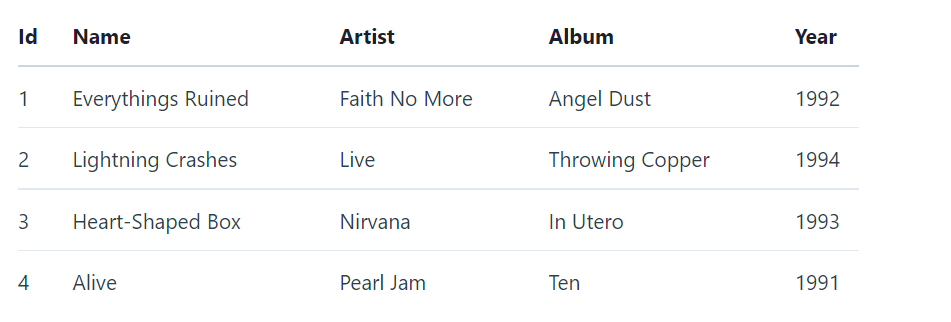 Id Name Artist Album Year
1 Everythings Ruined Faith No More Angel Dust 1992
2 Lightning Crashes Live Throwing Copper 1994
3 Heart-Shaped Box Nirvana In Utero 1993
4 Alive Pearl Jam Ten 1991